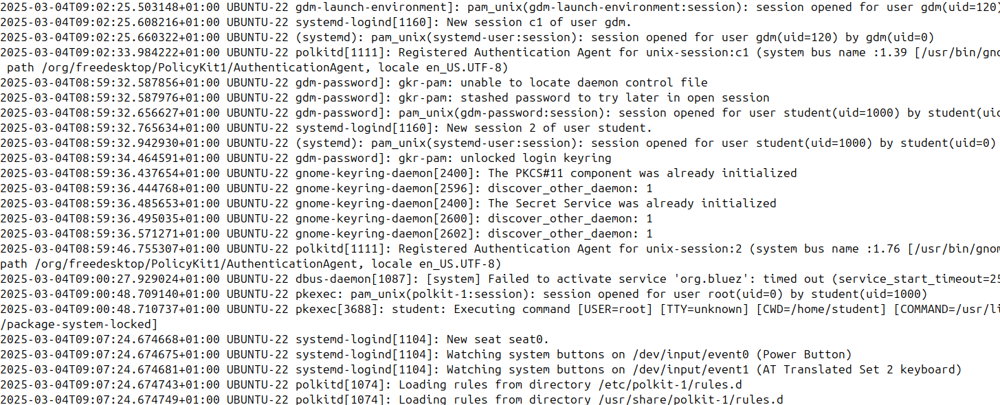 2025-03-04T09:02:25.503148+01:00 UBUNTU-22 gdm-launch-environment]: pam_unix(gdm-launch-environment:session): session opened for user gdm(uid=120)
2025-03-04T09:02:25.608216+01:00 UBUNTU-22 systemd-logind[1160]: New session c1 of user gdm.
2025-03-04T09:02:25.660322+01:00 UBUNTU-22 (systemd): pam_unix(systemd-user:session): session opened for user gdm(uid=120) by gdm(uid=0)
2025-03-04T09:02:33.984222+01:00 UBUNTU-22 polkitd[1111]: Registered Authentication Agent for unix-session:c1 (system bus name :1.39 [/usr/bin/gno
path /org/freedesktop/PolicyKit1/AuthenticationAgent, locale en_US.UTF-8)
2025-03-04T08:59:32.587856+01:00 UBUNTU-22 gdm-password]: gkr-pam: unable to locate daemon control file
2025-03-04T08:59:32.587976+01:00 UBUNTU-22 gdm-password]: gkr-pam: stashed password to try later in open session
2025-03-04T08:59:32.656627+01:00 UBUNTU-22 gdm-password]: pam_unix(gdm-password:session): session opened for user student(uid=1000) by student(uid
2025-03-04T08:59:32.765634+01:00 UBUNTU-22 systemd-logind[1160]: New session 2 of user student.
2025-03-04T08:59:32.942930+01:00 UBUNTU-22 (systemd): pam_unix(systemd-user:session): session opened for user student(uid=1000) by student(uid=0)
2025-03-04T08:59:34.464591+01:00 UBUNTU-22 gdm-password]: gkr-pam: unlocked login keyring
2025-03-04T08:59:36.437654+01:00 UBUNTU-22 gnome-keyring-daemon[2400]: The PKCS#11 component was already initialized
2025-03-04T08:59:36.444768+01:00 UBUNTU-22 gnome-keyring-daemon[2596]: discover_other_daemon: 1
2025-03-04T08:59:36.485653+01:00 UBUNTU-22 gnome-keyring-daemon[2400]: The Secret Service was already initialized
2025-03-04T08:59:36.495035+01:00 UBUNTU-22 gnome-keyring-daemon[2600]: discover_other_daemon: 1
2025-03-04T08:59:36.571271+01:00 UBUNTU-22 gnome-keyring-daemon[2602]: discover_other_daemon: 1
2025-03-04T08:59:46.755307+01:00 UBUNTU-22 polkitd[1111]: Registered Authentication Agent for unix-session:2 (system bus name :1.76 [/usr/bin/gnom
path /org/freedesktop/PolicyKit1/AuthenticationAgent, locale en_US.UTF-8)
2025-03-04T09:00:27.929024+01:00 UBUNTU-22 dbus-daemon[1087]: [system] Failed to activate service 'org.bluez': timed out (service_start_timeout=25
2025-03-04T09:00:48.709140+01:00 UBUNTU-22 pkexec: pam_unix(polkit-1:session): session opened for user root(uid=0) by student(uid=1000)
2025-03-04T09:00:48.710737+01:00 UBUNTU-22 pkexec[3688]: student: Executing command [USER=root] [TTY=unknown] [CWD=/home/student] [COMMAND=/usr/li
/package-system-locked]
2025-03-04T09:07:24.674668+01:00 UBUNTU-22 systemd-logind[1104]: New seat seat0.
2025-03-04T09:07:24.674675+01:00 UBUNTU-22 systemd-logind[1104]: Watching system buttons on /dev/input/event0 (Power Button)
2025-03-04T09:07:24.674681+01:00 UBUNTU-22 systemd-logind[1104]: Watching system buttons on /dev/input/event1 (AT Translated Set 2 keyboard)
2025-03-04T09:07:24.674743+01:00 UBUNTU-22 polkitd[1074]: Loading rules from directory /etc/polkit-1/rules.d
2025-03-04T09:07:24.674749+01:00 UBUNTU-22 polkitd[1074]: Loading rules from directory /usr/share/polkit-1/rules.d